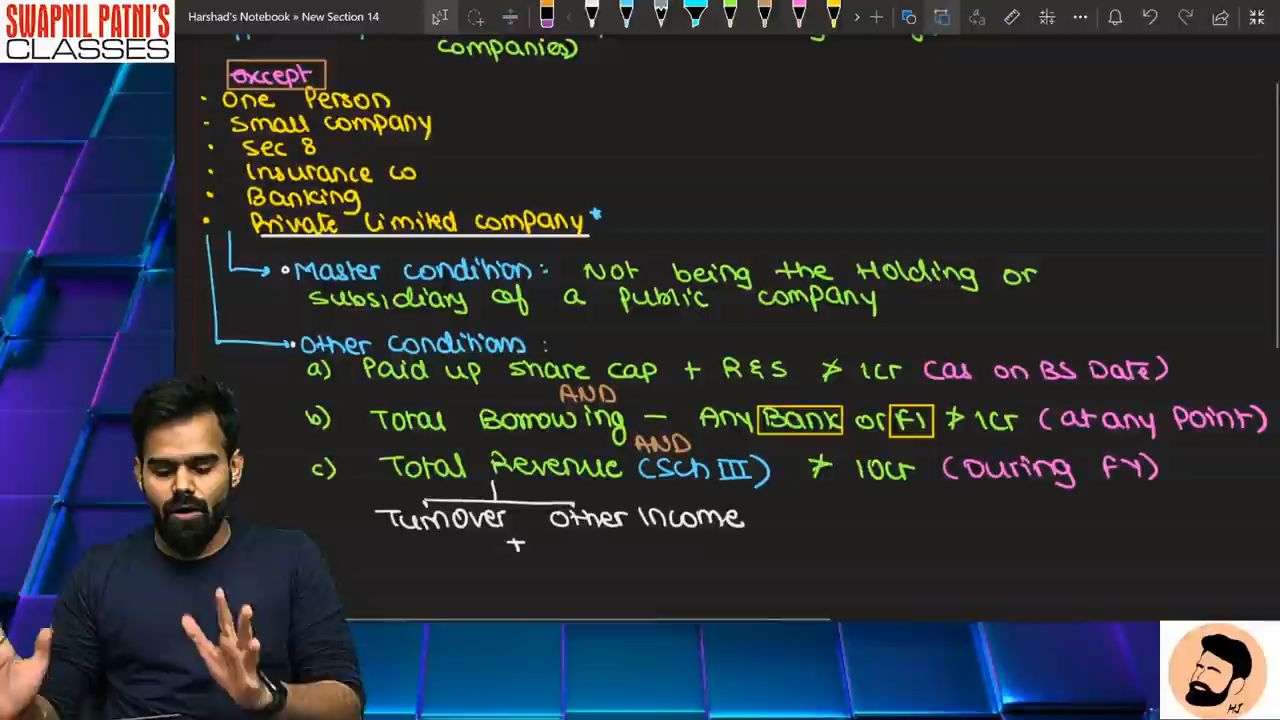 SWAPNIL PATNI'S
CLASSES
Harshad's Notebook » New Section 14
companies)
except
· One Person
· Small company
· Sec 8
· Insurance co
· Banking
· Private Limited company *
• Master condition: Not being the Holding or
subsidiary of a public company
• Other conditions :
a) Paid up share cap + R & S ≯ 1cr (as on BS Date)
AND
b) Total Borrowing — Any Bank or FI ≯ 1cr (at any Point)
AND
c) Total Revenue (Sch III) ≯ 10cr (During FY)
Turnover other Income
+